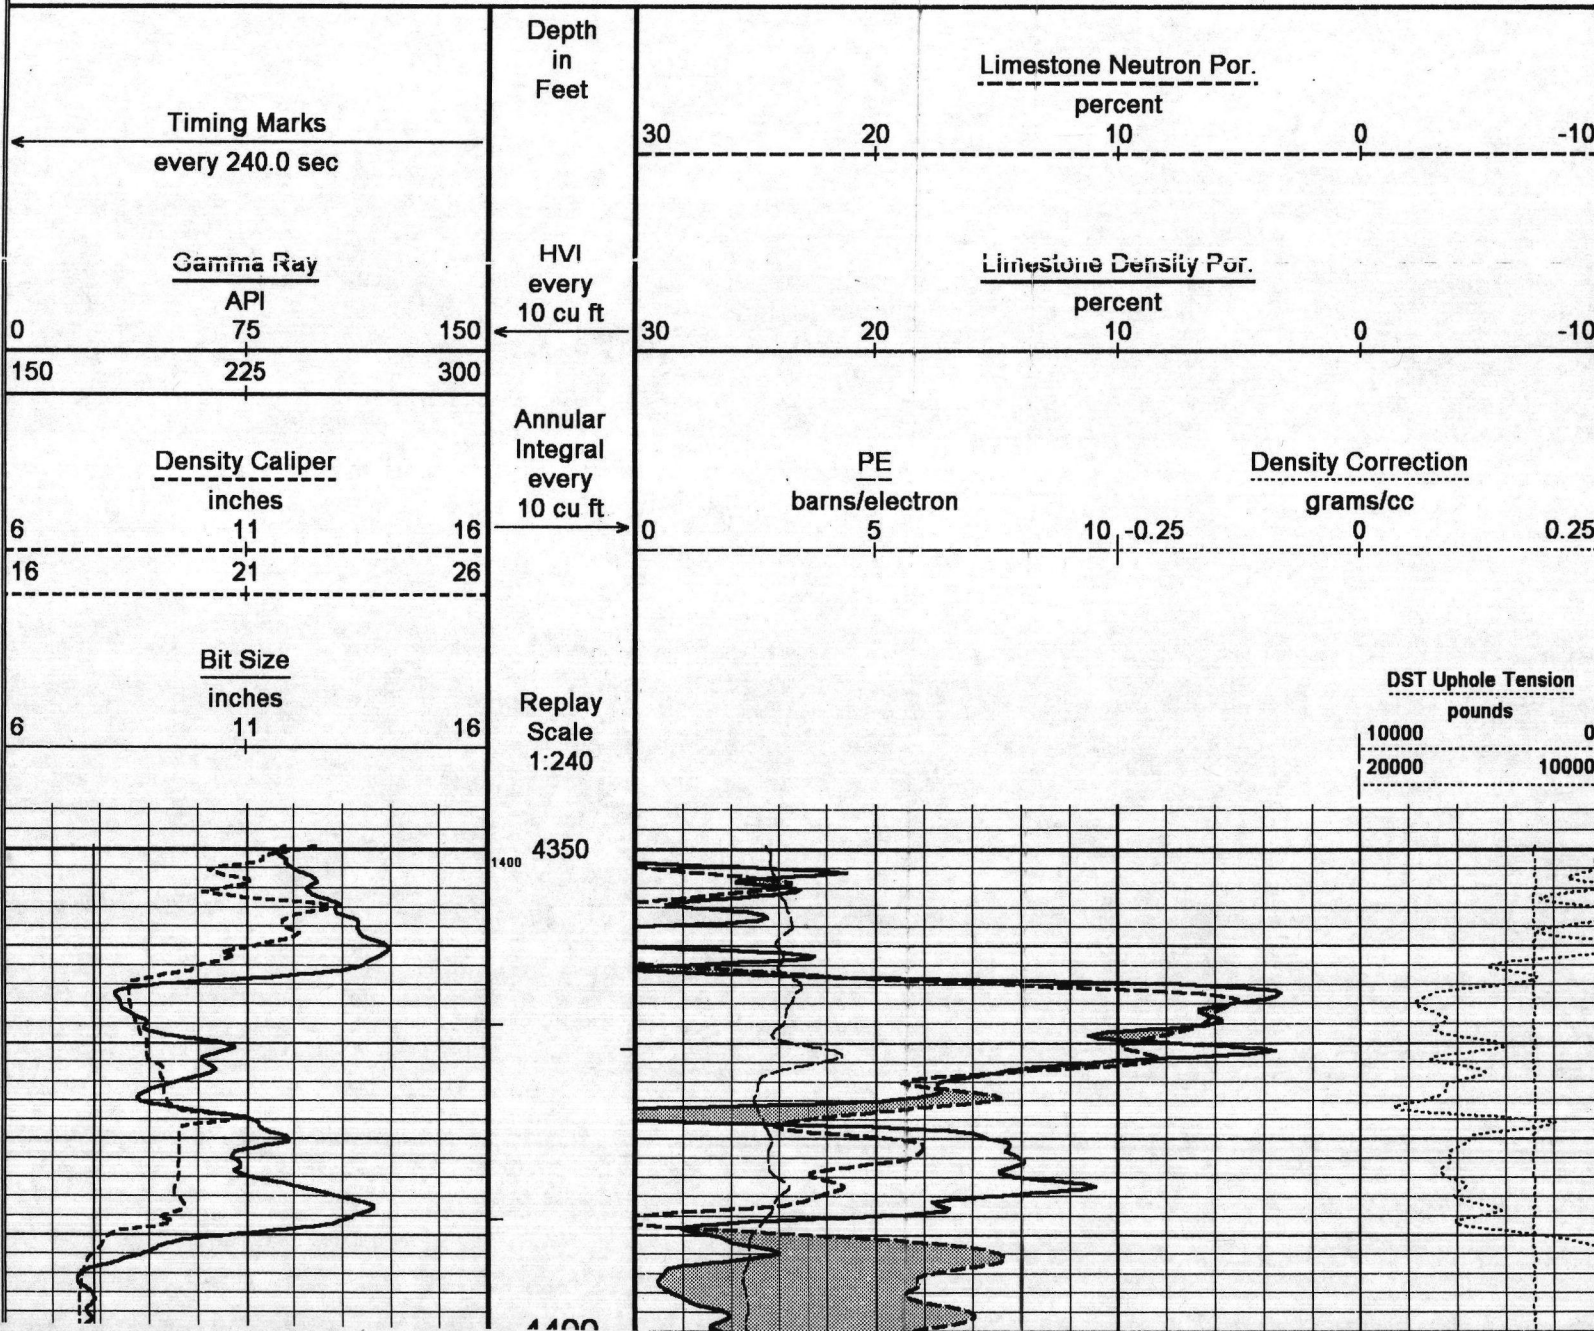 Timing Marks
every 240.0 sec
Gamma Ray
API
0 75 150
150 225 300
Density Caliper
inches
6 11 16
16 21 26
Bit Size
inches
6 11 16
Depth
in
Feet
HVI
every
10 cu ft
Annular
Integral
every
10 cu ft
Replay
Scale
1:240
Limestone Neutron Por.
percent
30 20 10 0 -10
Limestone Density Por.
percent
30 20 10 0 -10
PE
barns/electron
0 5 10
Density Correction
grams/cc
-0.25 0 0.25
DST Uphole Tension
pounds
10000 0
20000 10000
1400 4350
4400